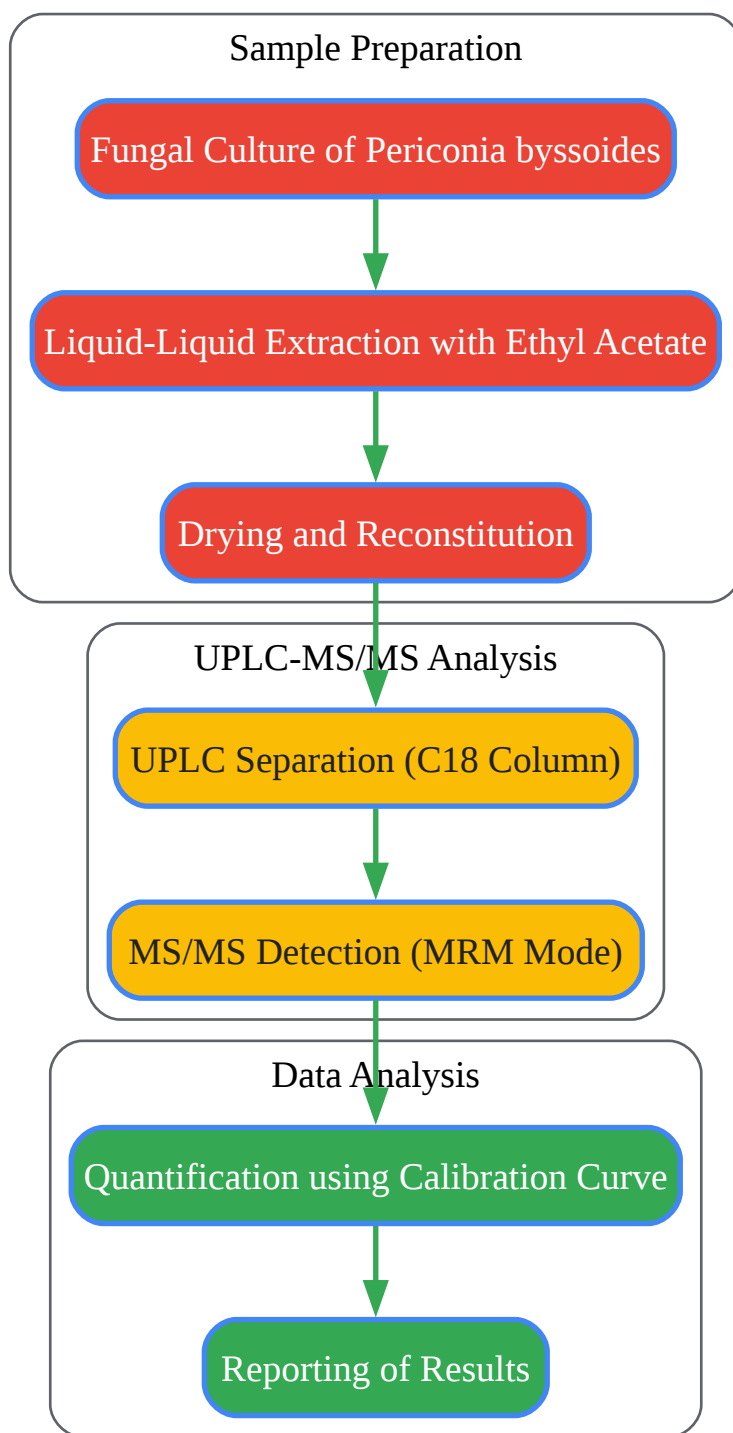 Sample Preparation
Fungal Culture of Periconia byssoides
Liquid-Liquid Extraction with Ethyl Acetate
Drying and Reconstitution
UPLC-MS/MS Analysis
UPLC Separation (C18 Column)
MS/MS Detection (MRM Mode)
Data Analysis
Quantification using Calibration Curve
Reporting of Results